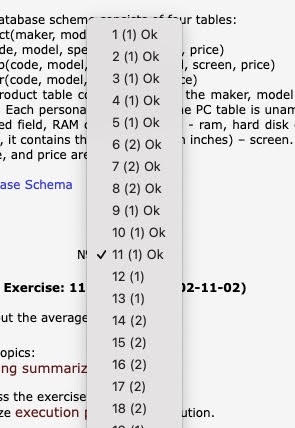 atabase scheme consists of four tables:
1 (1) Ok
ct(maker, mod
de, model, spe
, price)
2 (1) Ok
p(code, model,
, screen, price)
3 (1) Ok
r(code, model,
4 (1) Ok
roduct table co the maker, model
Each persona e PC table is unam
5 (1) Ok
ed field, RAM - ram, hard disk
6 (2) Ok
, it contains th inches) – screen.
7 (2) Ok
e, and price are
8 (2) Ok
ase Schema
9 (1) Ok
10 (1) Ok
✓ 11 (1) Ok
12 (1)
Exercise: 11 02-11-02)
13 (1)
14 (2)
ut the average
15 (2)
opics:
16 (2)
ng summariz
17 (2)
ss the exercise
18 (2)
ze execution p ution.